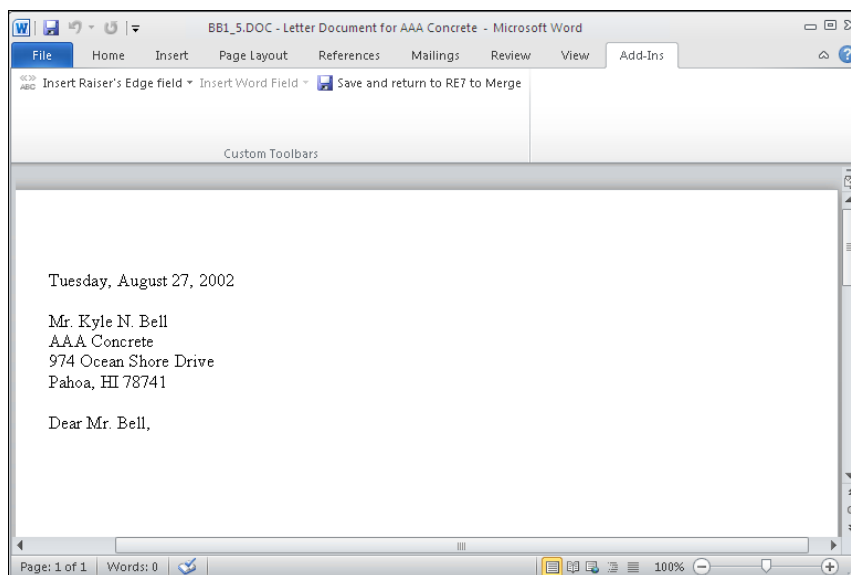 BB1_5.DOC - Letter Document for AAA Concrete - Microsoft Word
File Home Insert Page Layout References Mailings Review View Add-Ins
ABC Insert Raiser's Edge field Insert Word Field Save and return to RE7 to Merge
Custom Toolbars
Tuesday, August 27, 2002
Mr. Kyle N. Bell
AAA Concrete
974 Ocean Shore Drive
Pahoa, HI 78741
Dear Mr. Bell,
Page: 1 of 1 Words: 0 100%